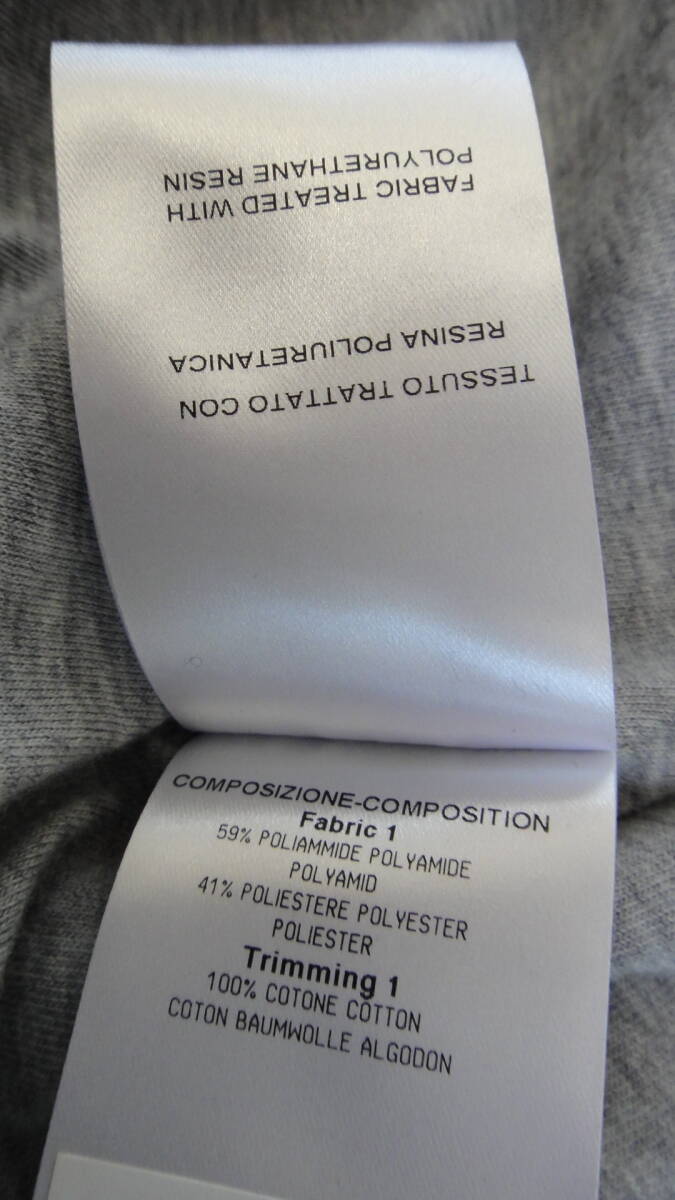 FABRIC TREATED WITH
POLYURETHANE RESIN
TESSUTO TRATTATO CON
RESINA POLIURETANICA
COMPOSIZIONE-COMPOSITION
Fabric 1
59% POLIAMMIDE POLYAMIDE
POLYAMID
41% POLIESTERE POLYESTER
POLIESTER
Trimming 1
100% COTONE COTTON
COTON BAUMWOLLE ALGODON